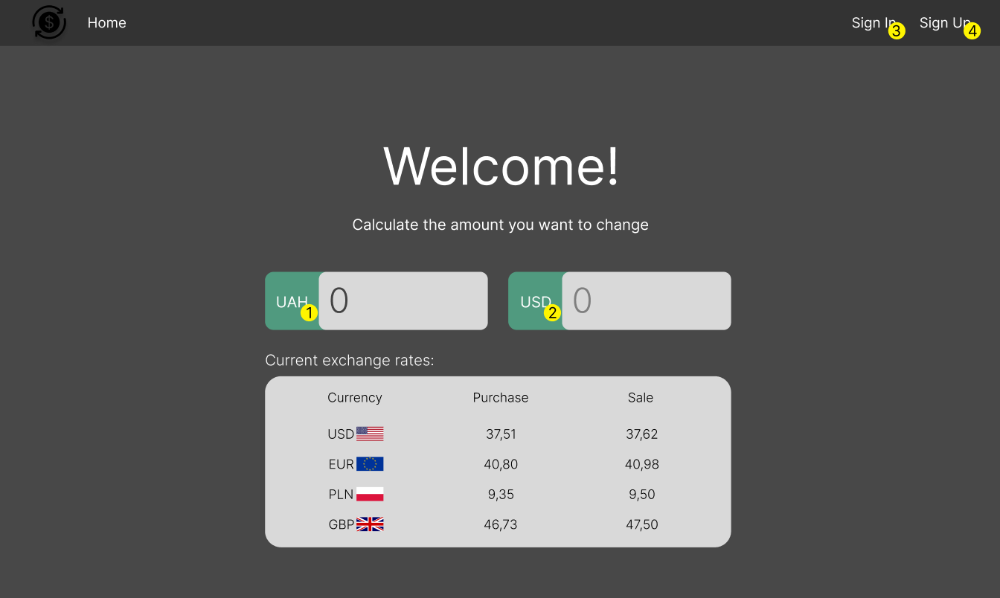 $ Home Sign In 3 Sign Up 4
Welcome!
Calculate the amount you want to change
UAH 1 0 USD 2 0
Current exchange rates:
Currency Purchase Sale
USD 37,51 37,62
EUR 40,80 40,98
PLN 9,35 9,50
GBP 46,73 47,50